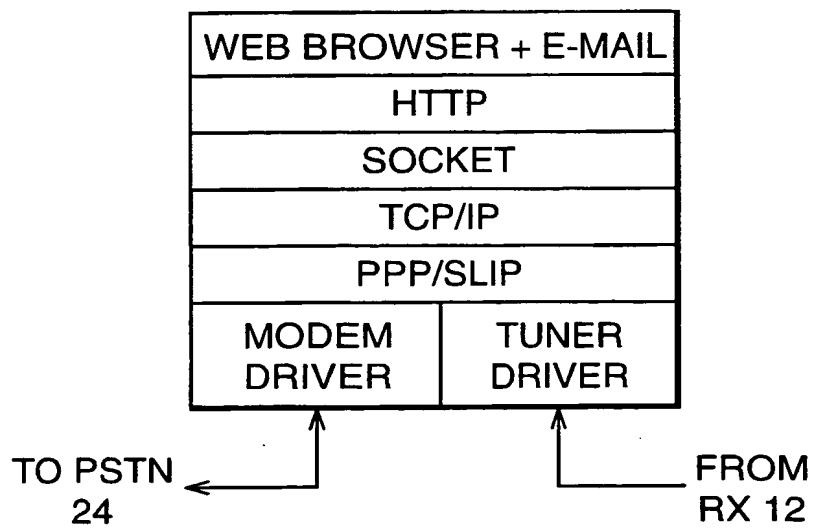 WEB BROWSER + E-MAIL
HTTP
SOCKET
TCP/IP
PPP/SLIP
MODEM
DRIVER
TUNER
DRIVER
TO PSTN
24
FROM
RX 12